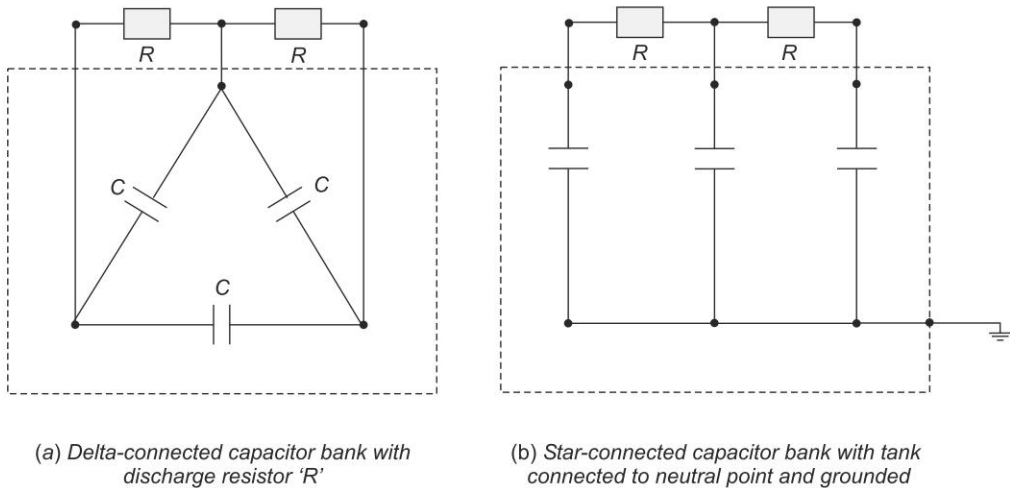 R
R
R
R
C
C
C
(a) Delta-connected capacitor bank with
discharge resistor ‘R’
(b) Star-connected capacitor bank with tank
connected to neutral point and grounded